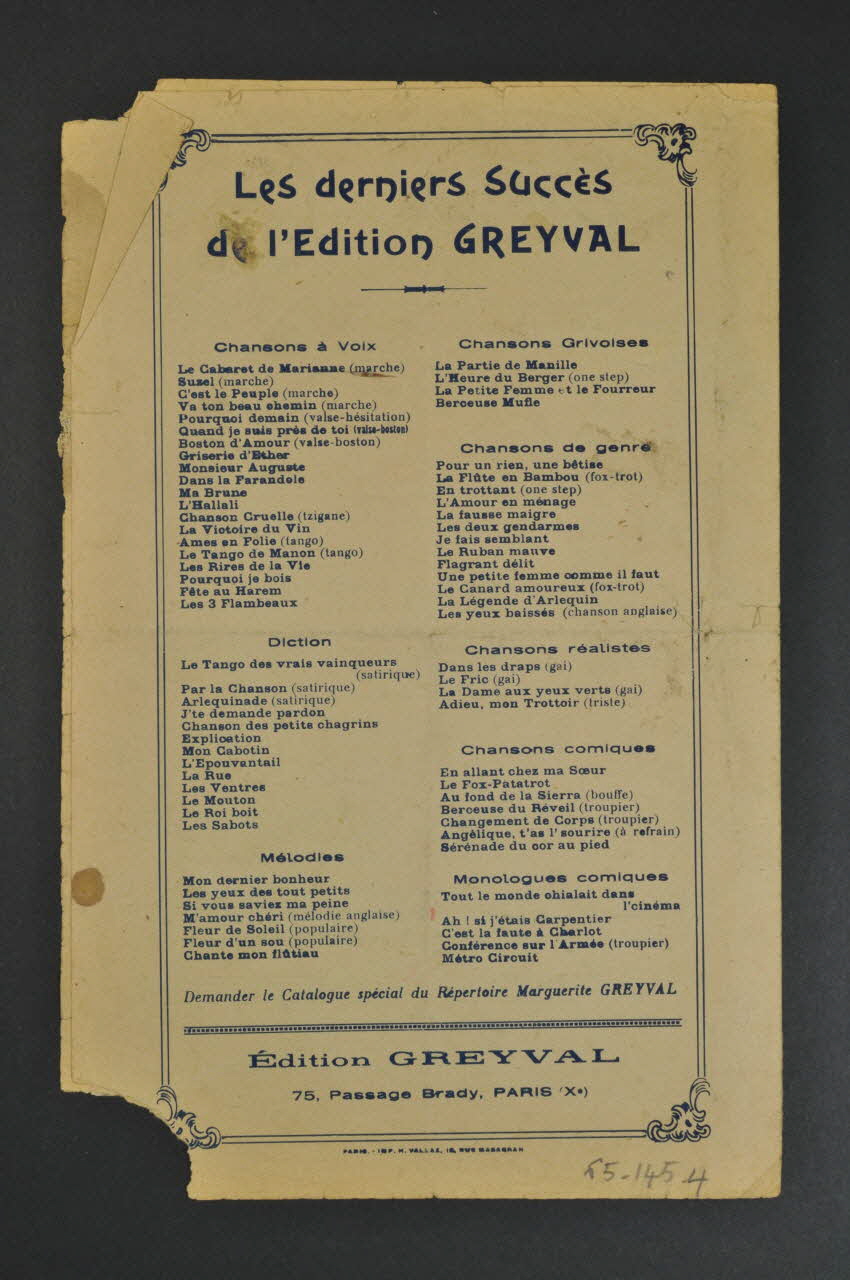 Les derniers Succès
de l'Edition GREYVAL
Chansons à Voix
Le Cabaret de Marianne (marche)
Suzel (marche)
C'est le Peuple (marche)
Va ton beau chemin (marche)
Pourquoi demain (valse-hésitation)
Quand je suis près de toi (valse-boston)
Boston d'Amour (valse-boston)
Griserie d'Ether
Monsieur Auguste
Dans la Farandole
Ma Brune
L'Hallali
Chanson Cruelle (tzigane)
La Victoire du Vin
Ames en Folie (tango)
Le Tango de Manon (tango)
Les Rires de la Vie
Pourquoi je bois
Fête au Harem
Les 3 Flambeaux
Diction
Le Tango des vrais vainqueurs
(satirique)
Par la Chanson (satirique)
Arlequinade (satirique)
J'te demande pardon
Chanson des petits chagrins
Explication
Mon Cabotin
L'Epouvantail
La Rue
Les Ventres
Le Mouton
Le Roi boit
Les Sabots
Mélodies
Mon dernier bonheur
Les yeux des tout petits
Si vous saviez ma peine
M'amour chéri (mélodie anglaise)
Fleur de Soleil (populaire)
Fleur d'un sou (populaire)
Chante mon flûtiau
Chansons Grivoises
La Partie de Manille
L'Heure du Berger (one step)
La Petite Femme et le Fourreur
Berceuse Mufle
Chansons de genre
Pour un rien, une bêtise
La Flûte en Bambou (fox-trot)
En trottant (one step)
L'Amour en ménage
La fausse maigre
Les deux gendarmes
Je fais semblant
Le Ruban mauve
Flagrant délit
Une petite femme comme il faut
Le Canard amoureux (fox-trot)
La Légende d'Arlequin
Les yeux baissés (chanson anglaise)
Chansons réalistes
Dans les draps (gai)
Le Fric (gai)
La Dame aux yeux verts (gai)
Adieu, mon Trottoir (triste)
Chansons comiques
En allant chez ma Sœur
Le Fox-Patatrot
Au fond de la Sierra (bouffe)
Berceuse du Réveil (troupier)
Changement de Corps (troupier)
Angèlique, t'as l' sourire (à refrain)
Sérénade du cor au pied
Monologues comiques
Tout le monde chialait dans
l'cinéma
Ah ! si j'étais Carpentier
C'est la faute à Charlot
Conférence sur l'Armée (troupier)
Métro Circuit
Demander le Catalogue spécial du Répertoire Marguerite GREYVAL
Édition GREYVAL
75, Passage Brady, PARIS (Xe)
PARIS. - IMP. H. VALLAS, 18, RUE MAZAGRAN
65-145-4